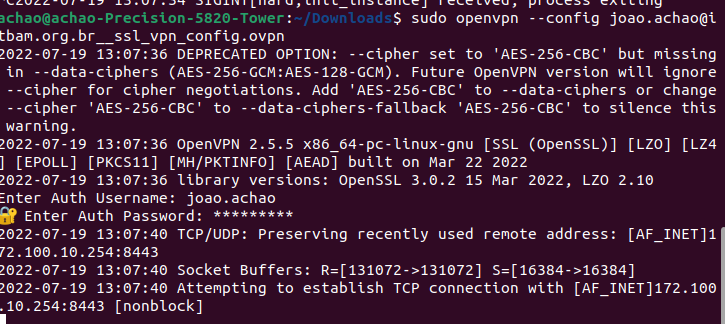 ^C2022-07-19 13:07:34 SIGINT[hard,init_instance] received, process exiting
achao@achao-Precision-5820-Tower:~/Downloads$ sudo openvpn --config joao.achao@i
tbam.org.br__ssl_vpn_config.ovpn
2022-07-19 13:07:36 DEPRECATED OPTION: --cipher set to 'AES-256-CBC' but missing
 in --data-ciphers (AES-256-GCM:AES-128-GCM). Future OpenVPN version will ignore
 --cipher for cipher negotiations. Add 'AES-256-CBC' to --data-ciphers or change
 --cipher 'AES-256-CBC' to --data-ciphers-fallback 'AES-256-CBC' to silence this
 warning.
2022-07-19 13:07:36 OpenVPN 2.5.5 x86_64-pc-linux-gnu [SSL (OpenSSL)] [LZO] [LZ4
] [EPOLL] [PKCS11] [MH/PKTINFO] [AEAD] built on Mar 22 2022
2022-07-19 13:07:36 library versions: OpenSSL 3.0.2 15 Mar 2022, LZO 2.10
Enter Auth Username: joao.achao
🔐 Enter Auth Password: *********
2022-07-19 13:07:40 TCP/UDP: Preserving recently used remote address: [AF_INET]1
72.100.10.254:8443
2022-07-19 13:07:40 Socket Buffers: R=[131072->131072] S=[16384->16384]
2022-07-19 13:07:40 Attempting to establish TCP connection with [AF_INET]172.100
.10.254:8443 [nonblock]